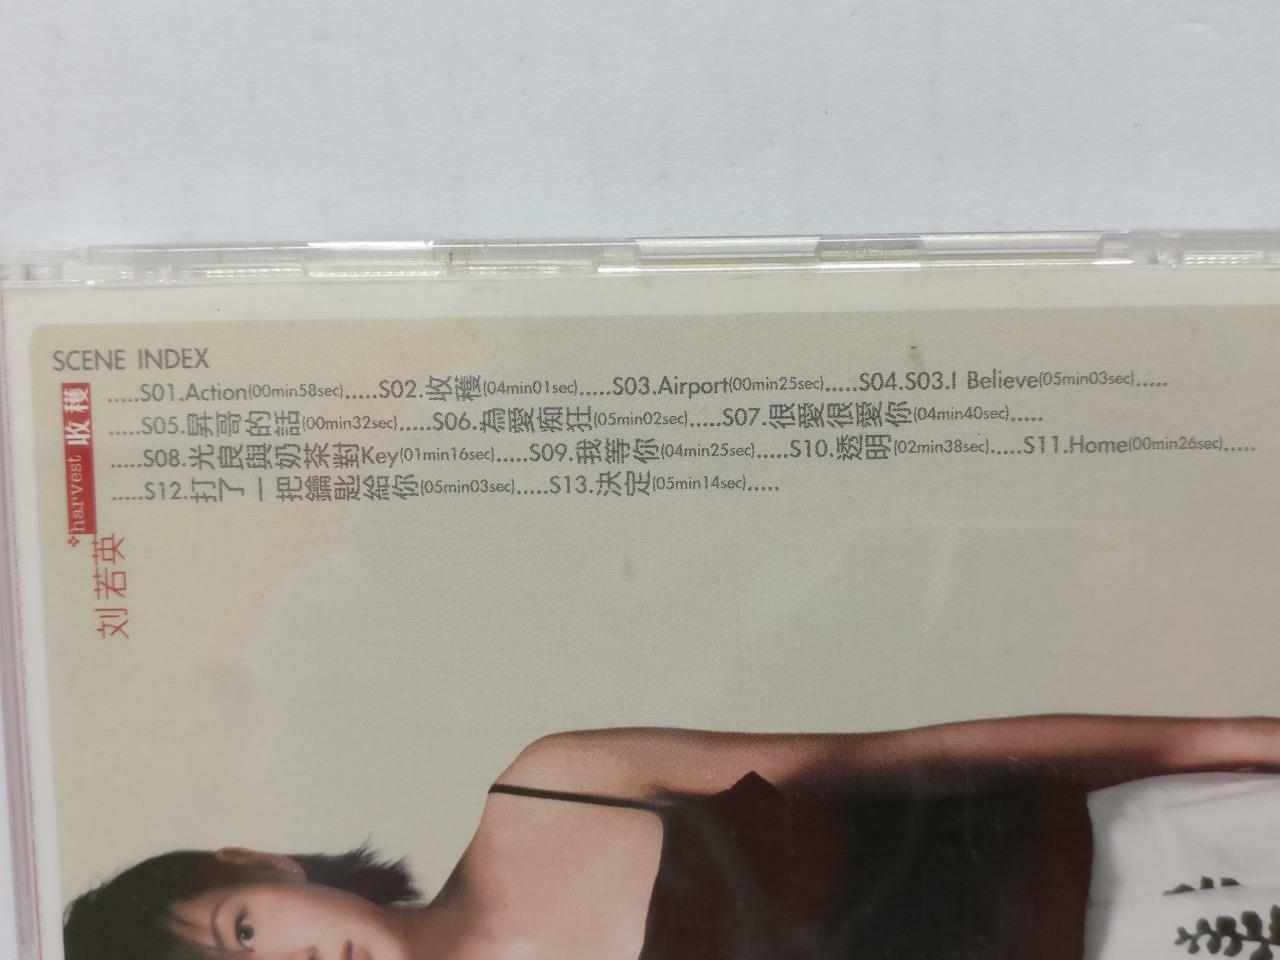 SCENE INDEX
.....S01.Action(00min58sec).....S02.收穫(04min01sec).....S03.Airport(00min25sec).....S04.S03.I Believe(05min03sec).....
.....S05.昇哥的話(00min32sec).....S06.為愛痴狂(05min02sec).....S07.很愛很愛你(04min40sec).....
.....S08.光良與奶茶對Key(01min16sec).....S09.我等你(04min25sec).....S10.透明(02min38sec).....S11.Home(00min26sec).....
.....S12.打了一把鑰匙給你(05min03sec).....S13.決定(05min14sec).....
harvest 收穫
刘若英